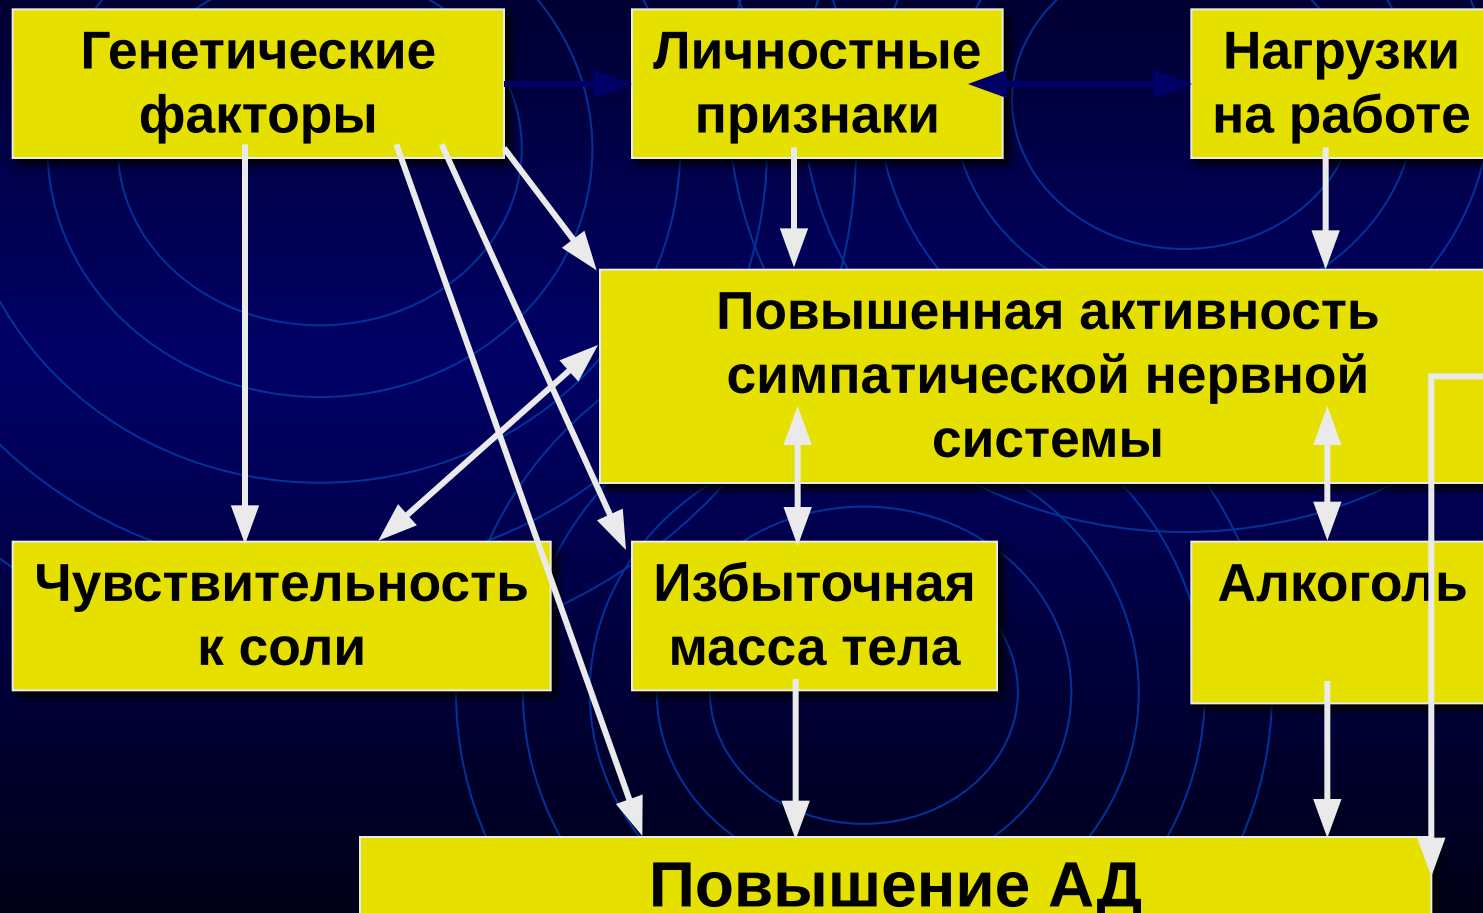 Генетические
факторы
Личностные
признаки
Нагрузки
на работе
Повышенная активность
симпатической нервной
системы
Чувствительность
к соли
Избыточная
масса тела
Алкоголь
Повышение АД